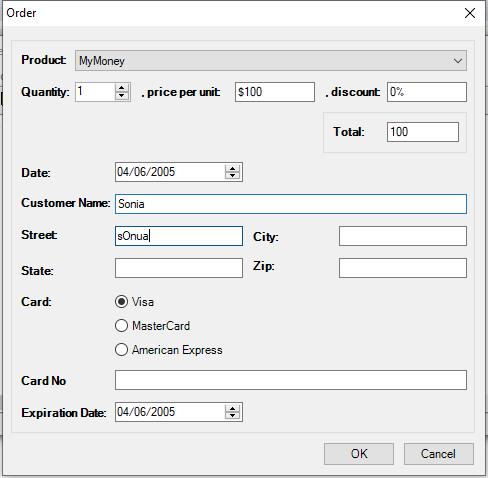 Order
Product: MyMoney
Quantity: 1 , price per unit: $100 , discount: 0%
Total: 100
Date: 04/06/2005
Customer Name: Sonia
Street: sOnua City:
State: Zip:
Card: Visa
MasterCard
American Express
Card No
Expiration Date: 04/06/2005
OK Cancel